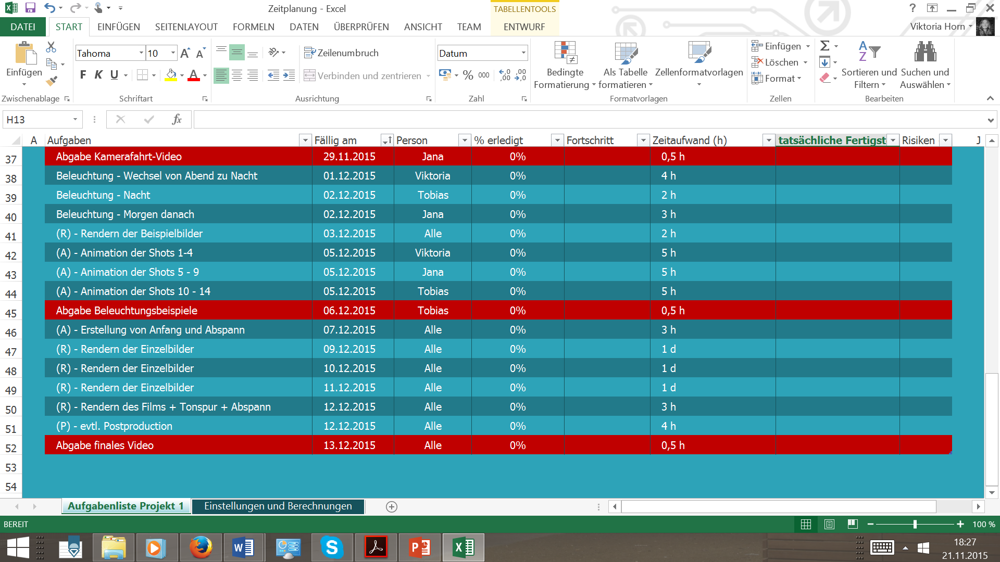 Zeitplanung - Excel
TABELLENTOOLS
?
DATEI START EINFÜGEN SEITENLAYOUT FORMELN DATEN ÜBERPRÜFEN ANSICHT TEAM ENTWURF
Viktoria Horn
Einfügen
Zwischenablage
Tahoma 10
F K U
Schriftart
Zeilenumbruch
Verbinden und zentrieren
Ausrichtung
Datum
% 000
Zahl
Bedingte Formatierung
Als Tabelle formatieren
Zellenformatvorlagen
Formatvorlagen
Einfügen
Löschen
Format
Zellen
Sortieren und Filtern
Suchen und Auswählen
Bearbeiten
H13 fx
A Aufgaben Fällig am Person % erledigt Fortschritt Zeitaufwand (h) tatsächliche Fertigst Risiken J
37 Abgabe Kamerafahrt-Video 29.11.2015 Jana 0% 0,5 h
38 Beleuchtung - Wechsel von Abend zu Nacht 01.12.2015 Viktoria 0% 4 h
39 Beleuchtung - Nacht 02.12.2015 Tobias 0% 2 h
40 Beleuchtung - Morgen danach 02.12.2015 Jana 0% 3 h
41 (R) - Rendern der Beispielbilder 03.12.2015 Alle 0% 2 h
42 (A) - Animation der Shots 1-4 05.12.2015 Viktoria 0% 5 h
43 (A) - Animation der Shots 5 - 9 05.12.2015 Jana 0% 5 h
44 (A) - Animation der Shots 10 - 14 05.12.2015 Tobias 0% 5 h
45 Abgabe Beleuchtungsbeispiele 06.12.2015 Tobias 0% 0,5 h
46 (A) - Erstellung von Anfang und Abspann 07.12.2015 Alle 0% 3 h
47 (R) - Rendern der Einzelbilder 09.12.2015 Alle 0% 1 d
48 (R) - Rendern der Einzelbilder 10.12.2015 Alle 0% 1 d
49 (R) - Rendern der Einzelbilder 11.12.2015 Alle 0% 1 d
50 (R) - Rendern des Films + Tonspur + Abspann 12.12.2015 Alle 0% 3 h
51 (P) - evtl. Postproduction 12.12.2015 Alle 0% 4 h
52 Abgabe finales Video 13.12.2015 Alle 0% 0,5 h
53
54
Aufgabenliste Projekt 1 Einstellungen und Berechnungen
BEREIT 100 %
18:27
21.11.2015